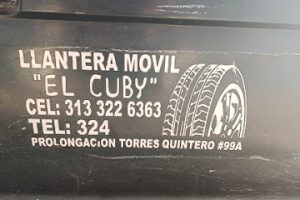 LLANTERA MOVIL
"EL CUBY"
CEL: 313 322 6363
TEL: 324
PROLONGACION TORRES QUINTERO #99A